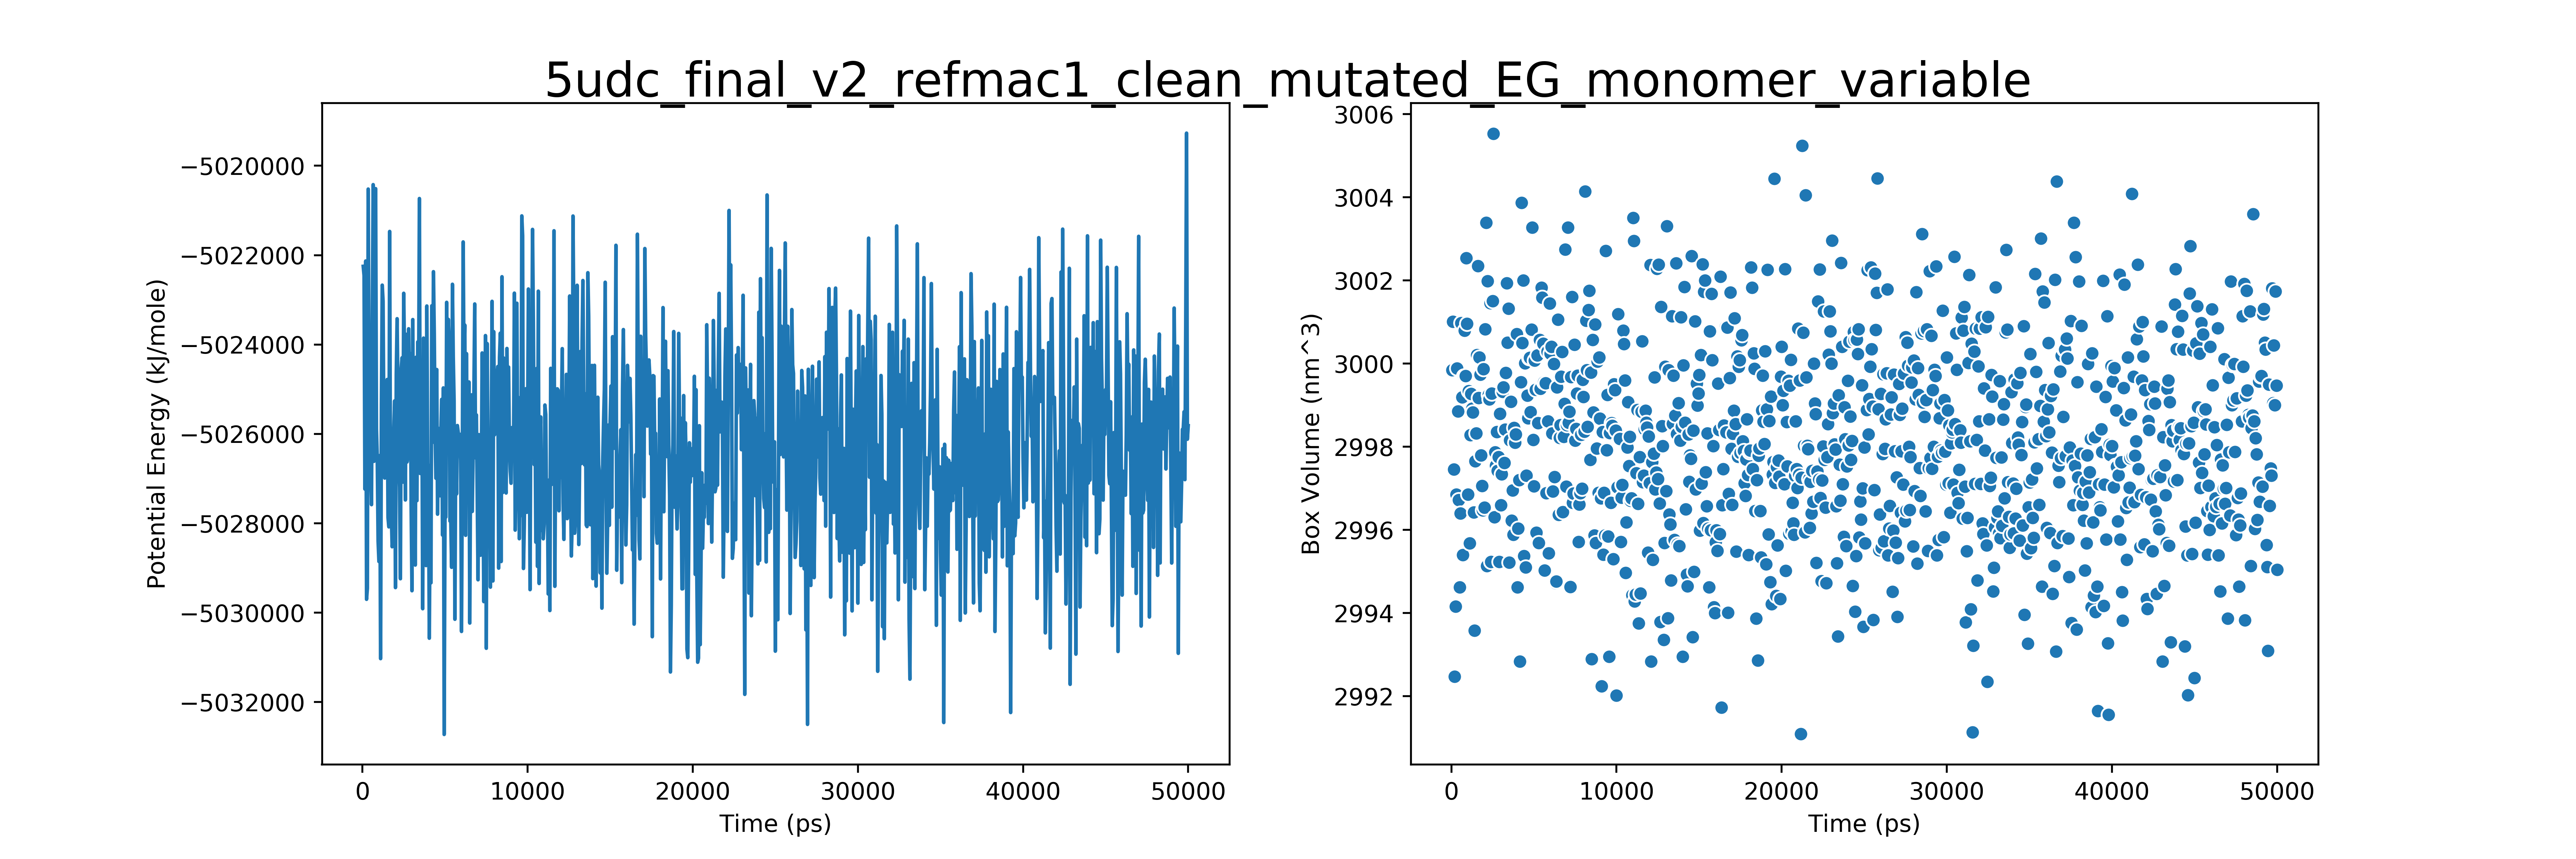 5udc_final_v2_refmac1_clean_mutated_EG_monomer_variable
Potential Energy (kJ/mole)
−5020000
−5022000
−5024000
−5026000
−5028000
−5030000
−5032000
0 10000 20000 30000 40000 50000
Time (ps)
Box Volume (nm^3)
3006
3004
3002
3000
2998
2996
2994
2992
0 10000 20000 30000 40000 50000
Time (ps)